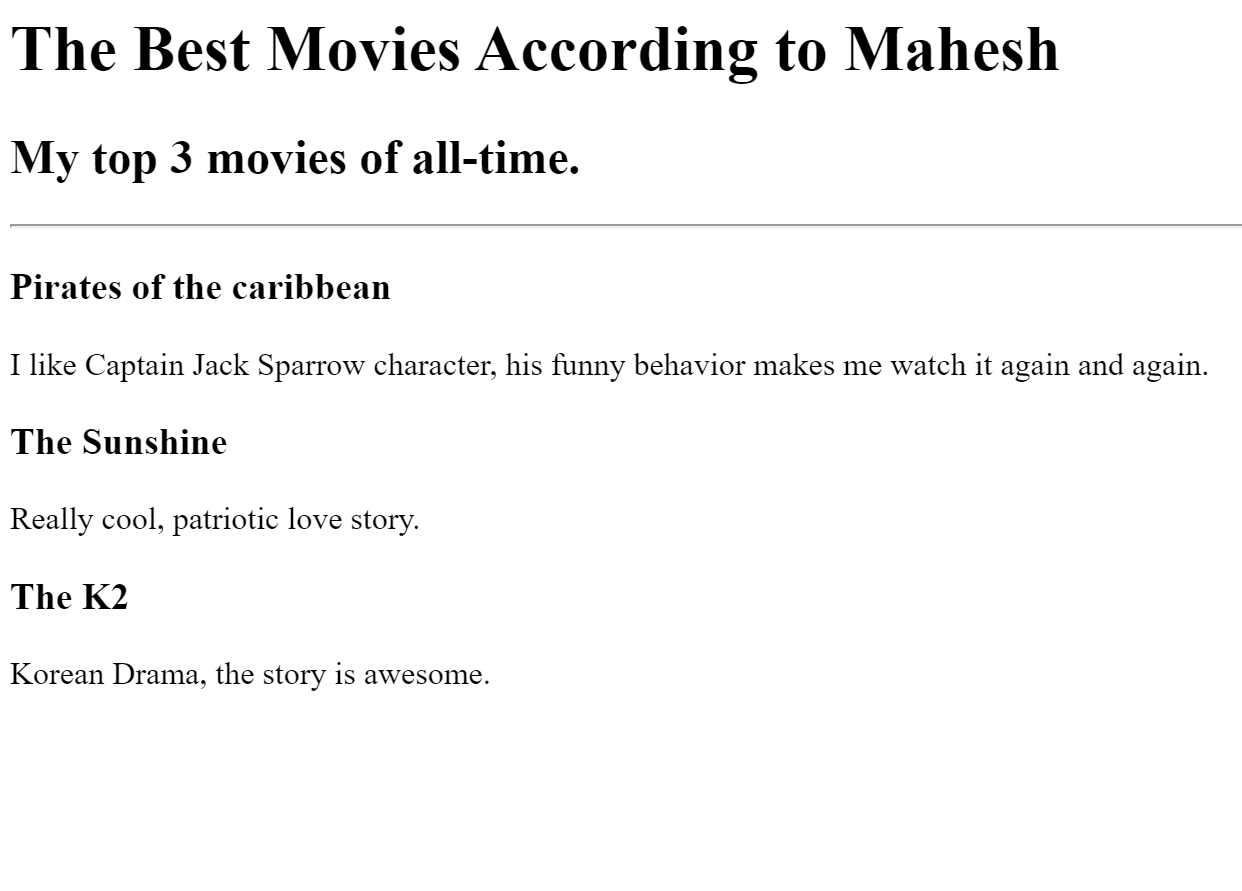 The Best Movies According to Mahesh
My top 3 movies of all-time.
Pirates of the caribbean
I like Captain Jack Sparrow character, his funny behavior makes me watch it again and again.
The Sunshine
Really cool, patriotic love story.
The K2
Korean Drama, the story is awesome.